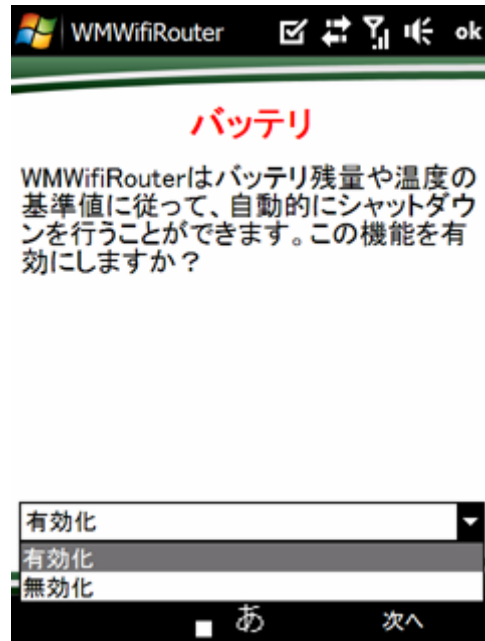 WMWifiRouter ok
バッテリ
WMWifiRouterはバッテリ残量や温度の
基準値に従って、自動的にシャットダウ
ンを行うことができます。この機能を有
効にしますか？
有効化
有効化
無効化
あ 次へ